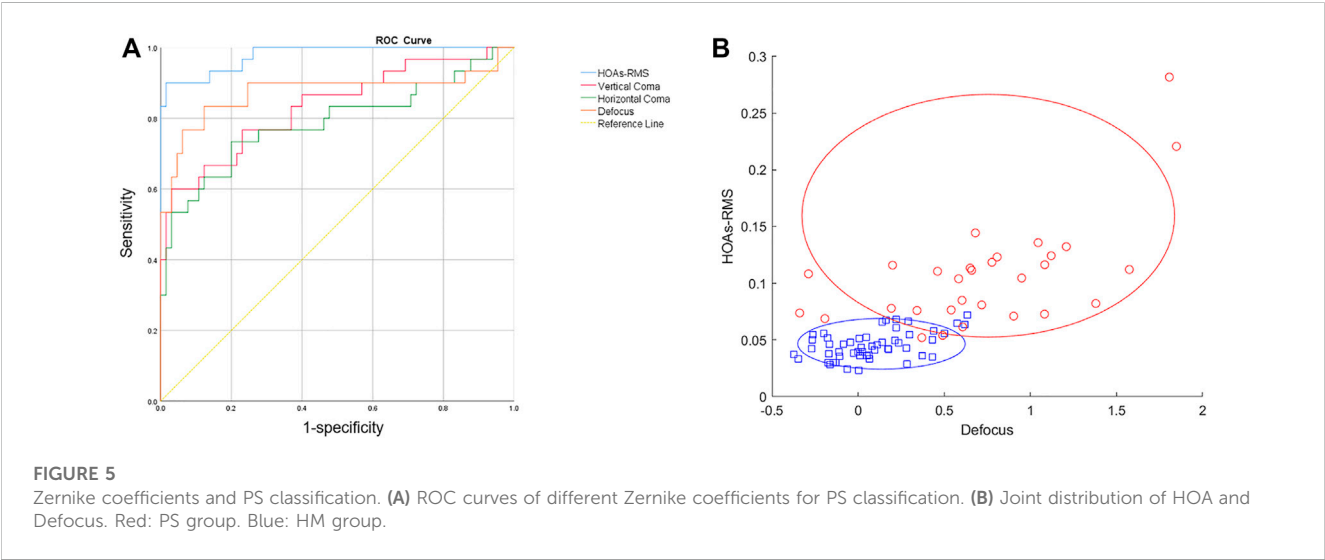 A
ROC Curve
1.0
0.8
0.6
0.4
0.2
0.0
0.0
0.2
0.4
0.6
0.8
1.0
Sensitivity
1-specificity
HOAs-RMS
Vertical Coma
Horizontal Coma
Defocus
Reference Line
B
0.3
0.25
0.2
0.15
0.1
0.05
0
-0.5
0
0.5
1
1.5
2
HOAs-RMS
Defocus
FIGURE 5
Zernike coefficients and PS classification. (A) ROC curves of different Zernike coefficients for PS classification. (B) Joint distribution of HOA and
Defocus. Red: PS group. Blue: HM group.